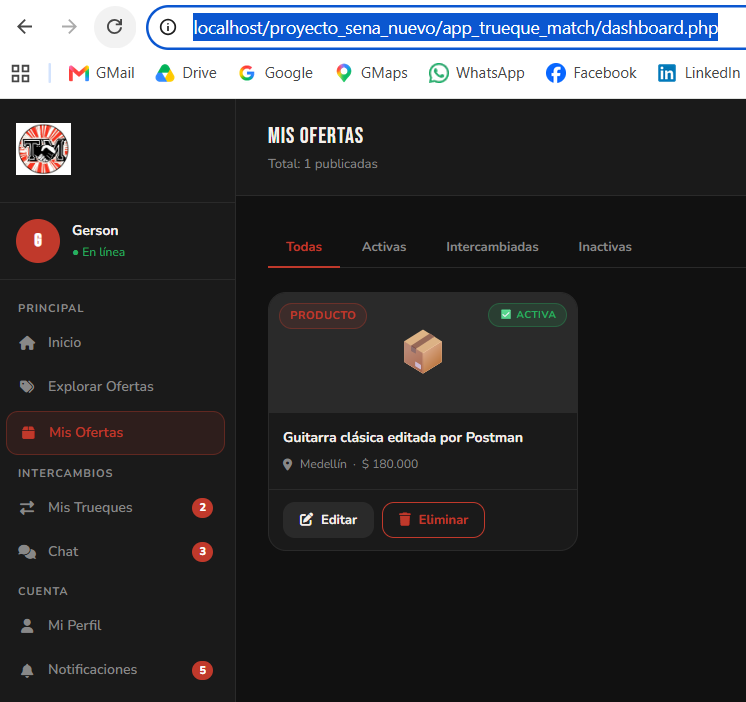 localhost/proyecto_sena_nuevo/app_trueque_match/dashboard.php
GMail Drive Google GMaps WhatsApp Facebook LinkedIn
TM
G
Gerson
En línea
PRINCIPAL
Inicio
Explorar Ofertas
Mis Ofertas
INTERCAMBIOS
Mis Trueques 2
Chat 3
CUENTA
Mi Perfil
Notificaciones 5
MIS OFERTAS
Total: 1 publicadas
Todas Activas Intercambiadas Inactivas
PRODUCTO ✅ ACTIVA
Guitarra clásica editada por Postman
Medellín · $ 180.000
Editar Eliminar